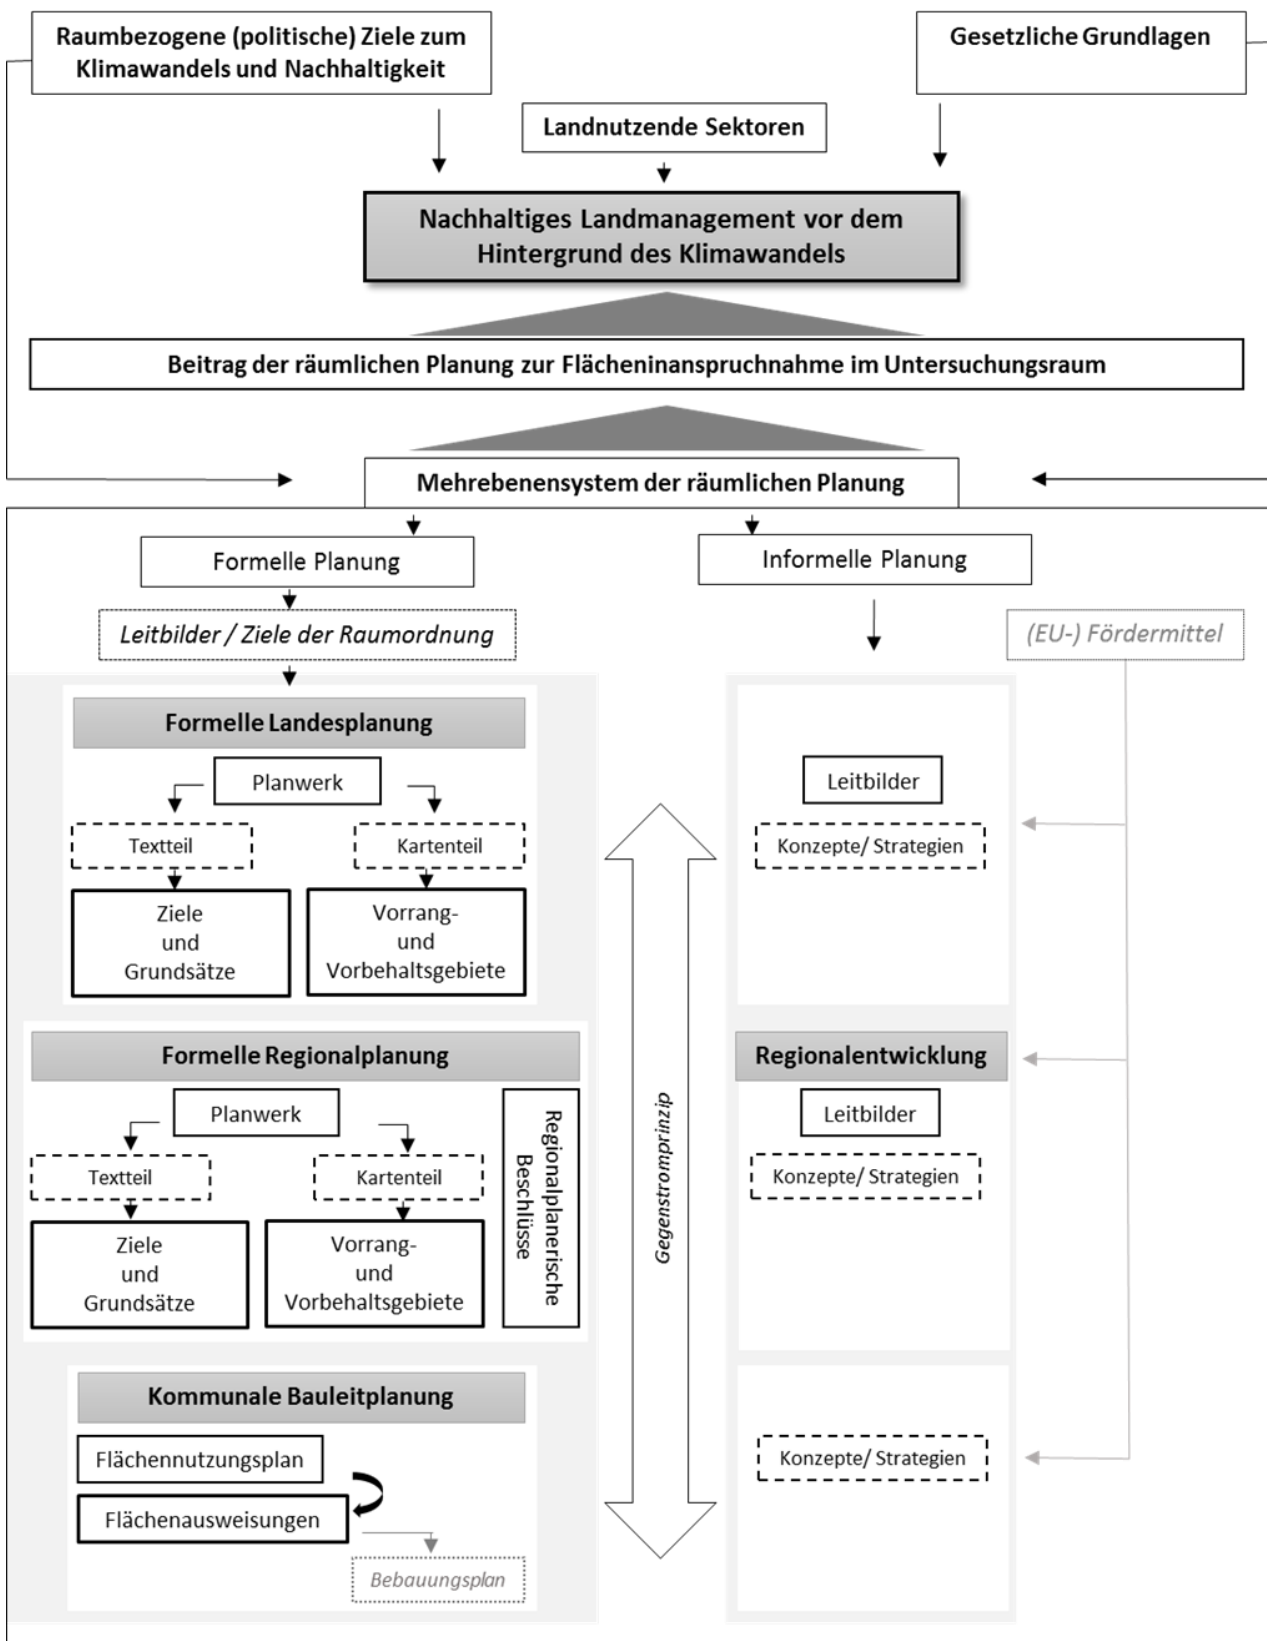 Raumbezogene (politische) Ziele zum
Klimawandels und Nachhaltigkeit
Gesetzliche Grundlagen
Landnutzende Sektoren
Nachhaltiges Landmanagement vor dem
Hintergrund des Klimawandels
Beitrag der räumlichen Planung zur Flächeninanspruchnahme im Untersuchungsraum
Mehrebenensystem der räumlichen Planung
Formelle Planung
Informelle Planung
Leitbilder / Ziele der Raumordnung
(EU-) Fördermittel
Formelle Landesplanung
Planwerk
Textteil
Kartenteil
Ziele
und
Grundsätze
Vorrang-
und
Vorbehaltsgebiete
Leitbilder
Konzepte/ Strategien
Formelle Regionalplanung
Planwerk
Textteil
Kartenteil
Ziele
und
Grundsätze
Vorrang-
und
Vorbehaltsgebiete
Regionalplanerische
Beschlüsse
Gegenstromprinzip
Regionalentwicklung
Leitbilder
Konzepte/ Strategien
Kommunale Bauleitplanung
Flächennutzungsplan
Flächenausweisungen
Bebauungsplan
Konzepte/ Strategien